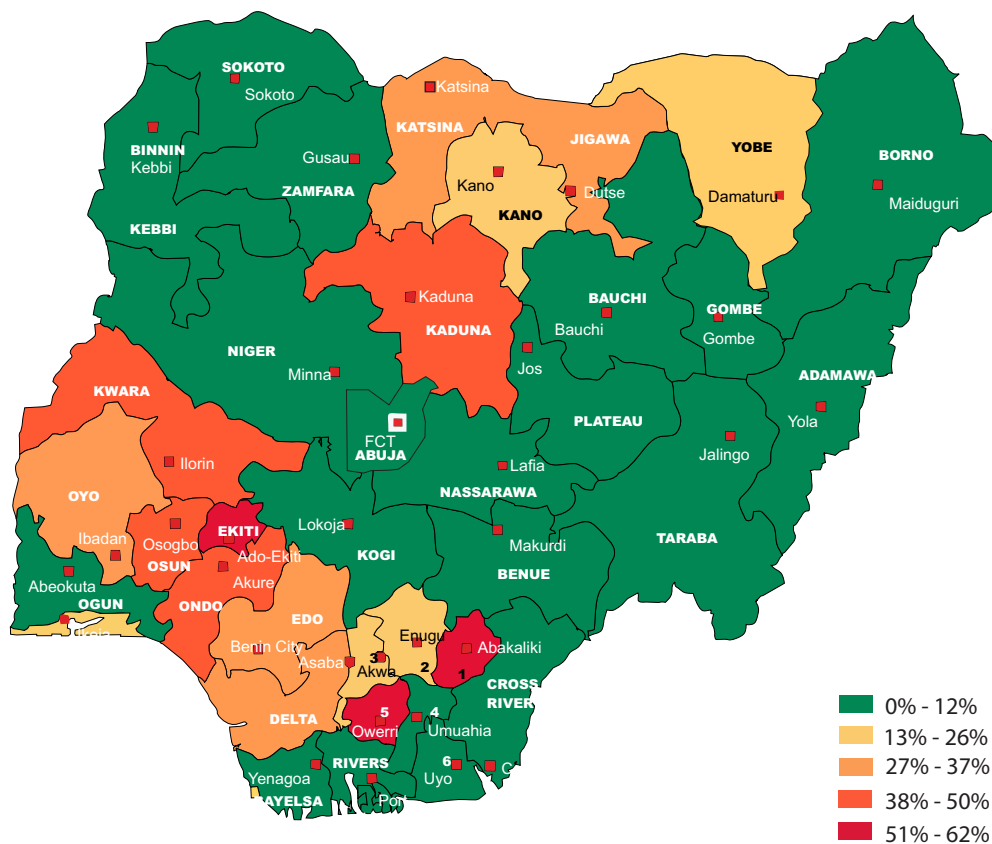 SOKOTO
Sokoto
Katsina
KATSINA
JIGAWA
BINNIN
Kebbi
YOBE
BORNO
Gusau
ZAMFARA
Kano
KANO
Dutse
Damaturu
Maiduguri
KEBBI
Kaduna
KADUNA
BAUCHI
Bauchi
GOMBE
Gombe
NIGER
Minna
Jos
ADAMAWA
Yola
KWARA
PLATEAU
FCT
ABUJA
Jalingo
Ilorin
Lafia
NASSARAWA
OYO
Lokoja
Ibadan
Osogbo
EKITI
Ado-Ekiti
OSUN
KOGI
Makurdi
TARABA
BENUE
Abeokuta
Akure
OGUN
ONDO
EDO
Ikeja
Benin City
Asaba
Enugu
Abakaliki
3
Akwa
2
1
CROSS
RIVER
DELTA
5
Owerri
4
Umuahia
RIVERS
6
Uyo
C
Yenagoa
BAYELSA
Port
0% - 12%
13% - 26%
27% - 37%
38% - 50%
51% - 62%